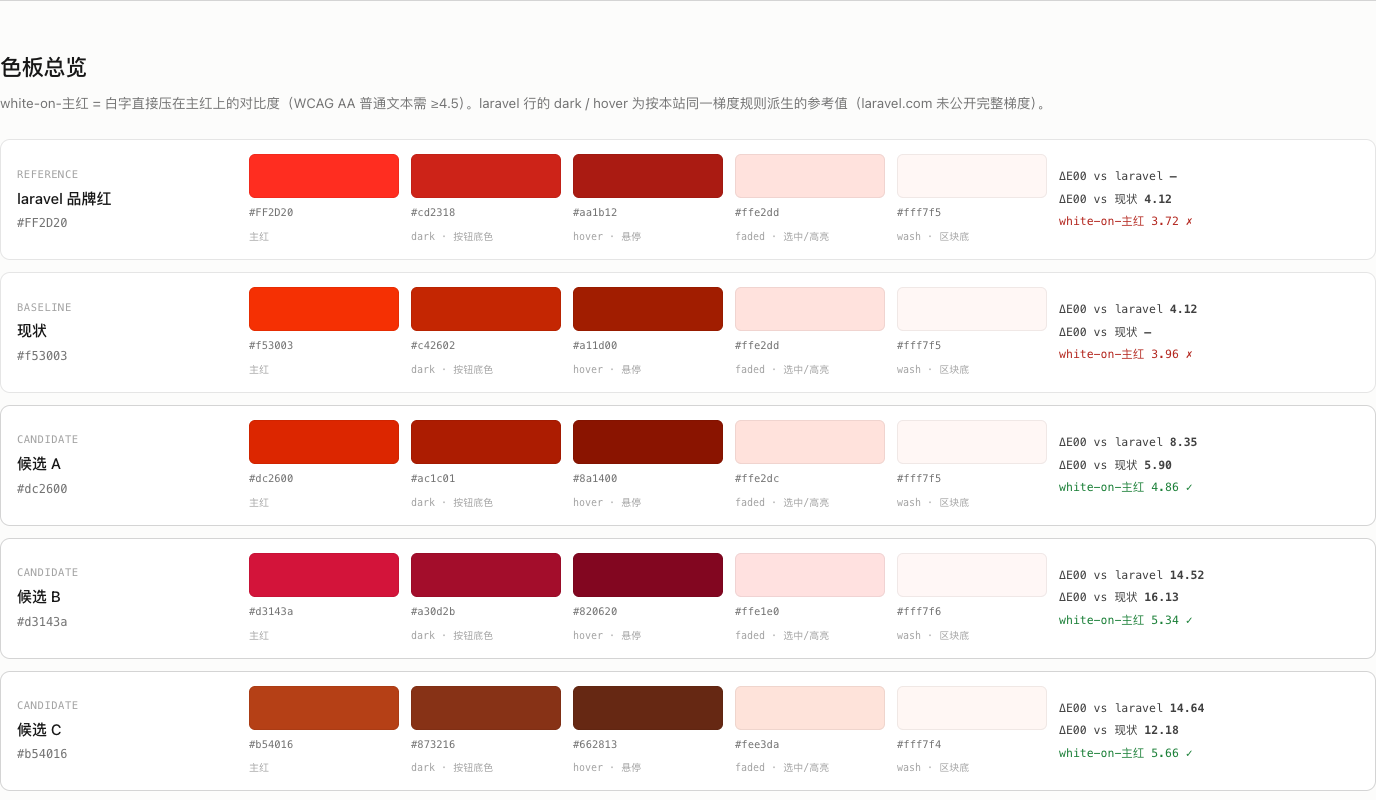 色板总览
white-on-主红 = 白字直接压在主红上的对比度（WCAG AA 普通文本需 ≥4.5）。laravel 行的 dark / hover 为按本站同一梯度规则派生的参考值（laravel.com 未公开完整梯度）。
REFERENCE
laravel 品牌红
#FF2D20
#FF2D20
主红
#cd2318
dark · 按钮底色
#aa1b12
hover · 悬停
#ffe2dd
faded · 选中/高亮
#fff7f5
wash · 区块底
ΔE00 vs laravel —
ΔE00 vs 现状 4.12
white-on-主红 3.72 ✗
BASELINE
现状
#f53003
#f53003
主红
#c42602
dark · 按钮底色
#a11d00
hover · 悬停
#ffe2dd
faded · 选中/高亮
#fff7f5
wash · 区块底
ΔE00 vs laravel 4.12
ΔE00 vs 现状 —
white-on-主红 3.96 ✗
CANDIDATE
候选 A
#dc2600
#dc2600
主红
#ac1c01
dark · 按钮底色
#8a1400
hover · 悬停
#ffe2dc
faded · 选中/高亮
#fff7f5
wash · 区块底
ΔE00 vs laravel 8.35
ΔE00 vs 现状 5.90
white-on-主红 4.86 ✓
CANDIDATE
候选 B
#d3143a
#d3143a
主红
#a30d2b
dark · 按钮底色
#820620
hover · 悬停
#ffe1e0
faded · 选中/高亮
#fff7f6
wash · 区块底
ΔE00 vs laravel 14.52
ΔE00 vs 现状 16.13
white-on-主红 5.34 ✓
CANDIDATE
候选 C
#b54016
#b54016
主红
#873216
dark · 按钮底色
#662813
hover · 悬停
#fee3da
faded · 选中/高亮
#fff7f4
wash · 区块底
ΔE00 vs laravel 14.64
ΔE00 vs 现状 12.18
white-on-主红 5.66 ✓